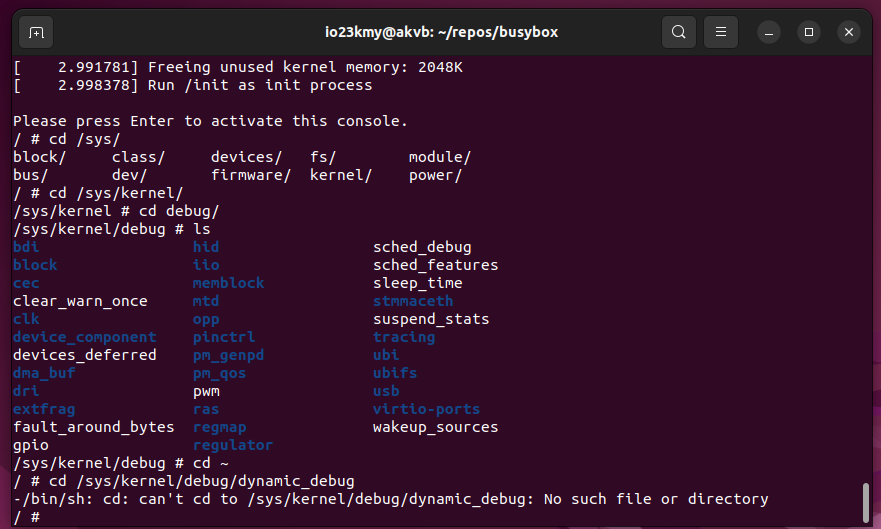 io23kmy@akvb: ~/repos/busybox
[    2.991781] Freeing unused kernel memory: 2048K
[    2.998378] Run /init as init process
Please press Enter to activate this console.
/ # cd /sys/
block/     class/     devices/   fs/        module/
bus/       dev/       firmware/  kernel/    power/
/ # cd /sys/kernel/
/sys/kernel # cd debug/
/sys/kernel/debug # ls
bdi                 hid                 sched_debug
block               iio                 sched_features
cec                 memblock            sleep_time
clear_warn_once     mtd                 stmmaceth
clk                 opp                 suspend_stats
device_component    pinctrl             tracing
devices_deferred    pm_genpd            ubi
dma_buf             pm_qos              ubifs
dri                 pwm                 usb
extfrag             ras                 virtio-ports
fault_around_bytes  regmap              wakeup_sources
gpio                regulator
/sys/kernel/debug # cd ~
/ # cd /sys/kernel/debug/dynamic_debug
-/bin/sh: cd: can't cd to /sys/kernel/debug/dynamic_debug: No such file or directory
/ #